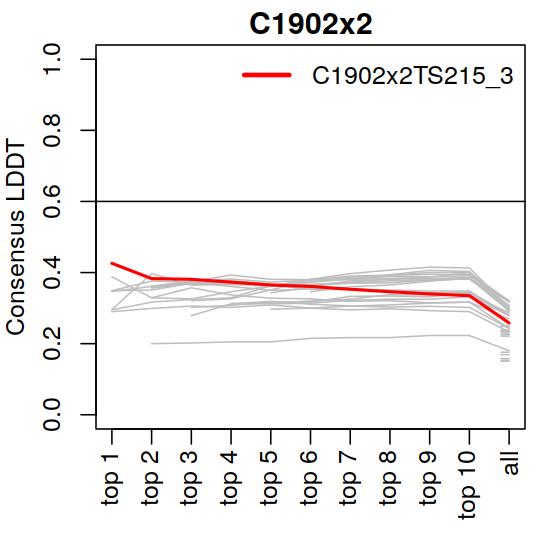 C1902x2
C1902x2TS215_3
Consensus LDDT
1.0
0.8
0.6
0.4
0.2
0.0
top 1
top 2
top 3
top 4
top 5
top 6
top 7
top 8
top 9
top 10
all